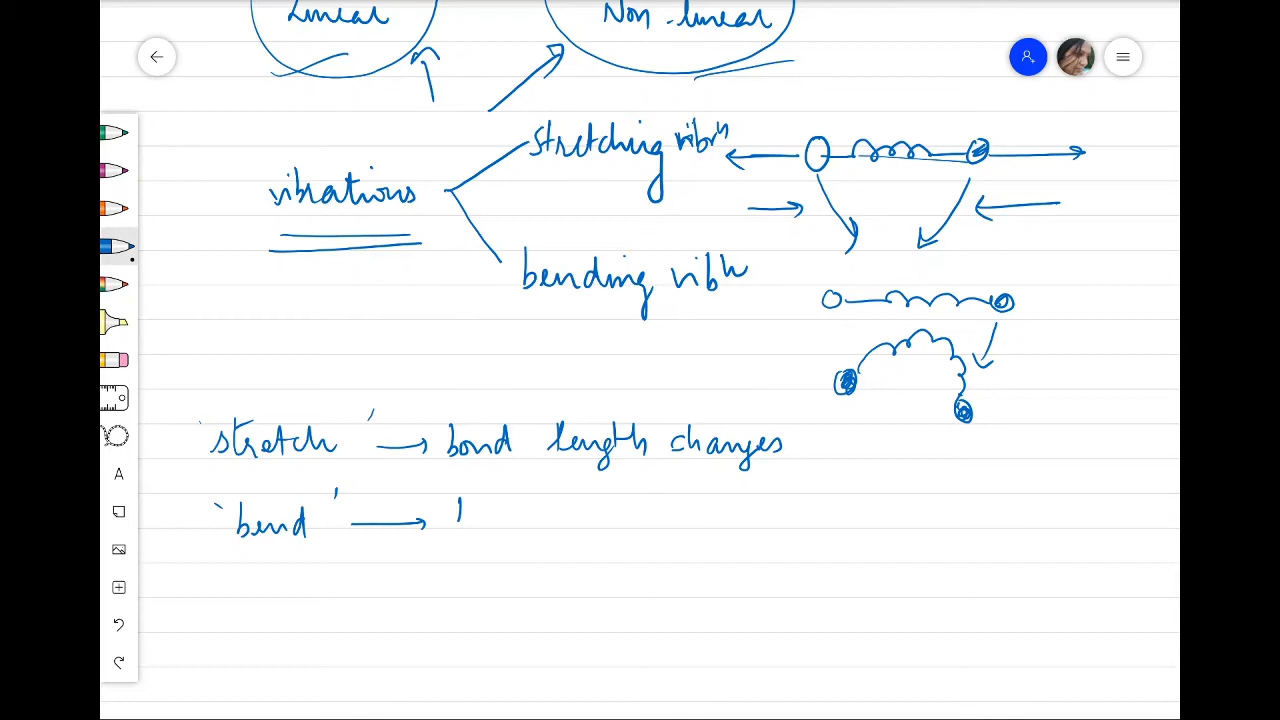 Linear Non-linear
stretching vibⁿ
vibrations
bending vibⁿ
'stretch' → bond length changes
'bend' →
A